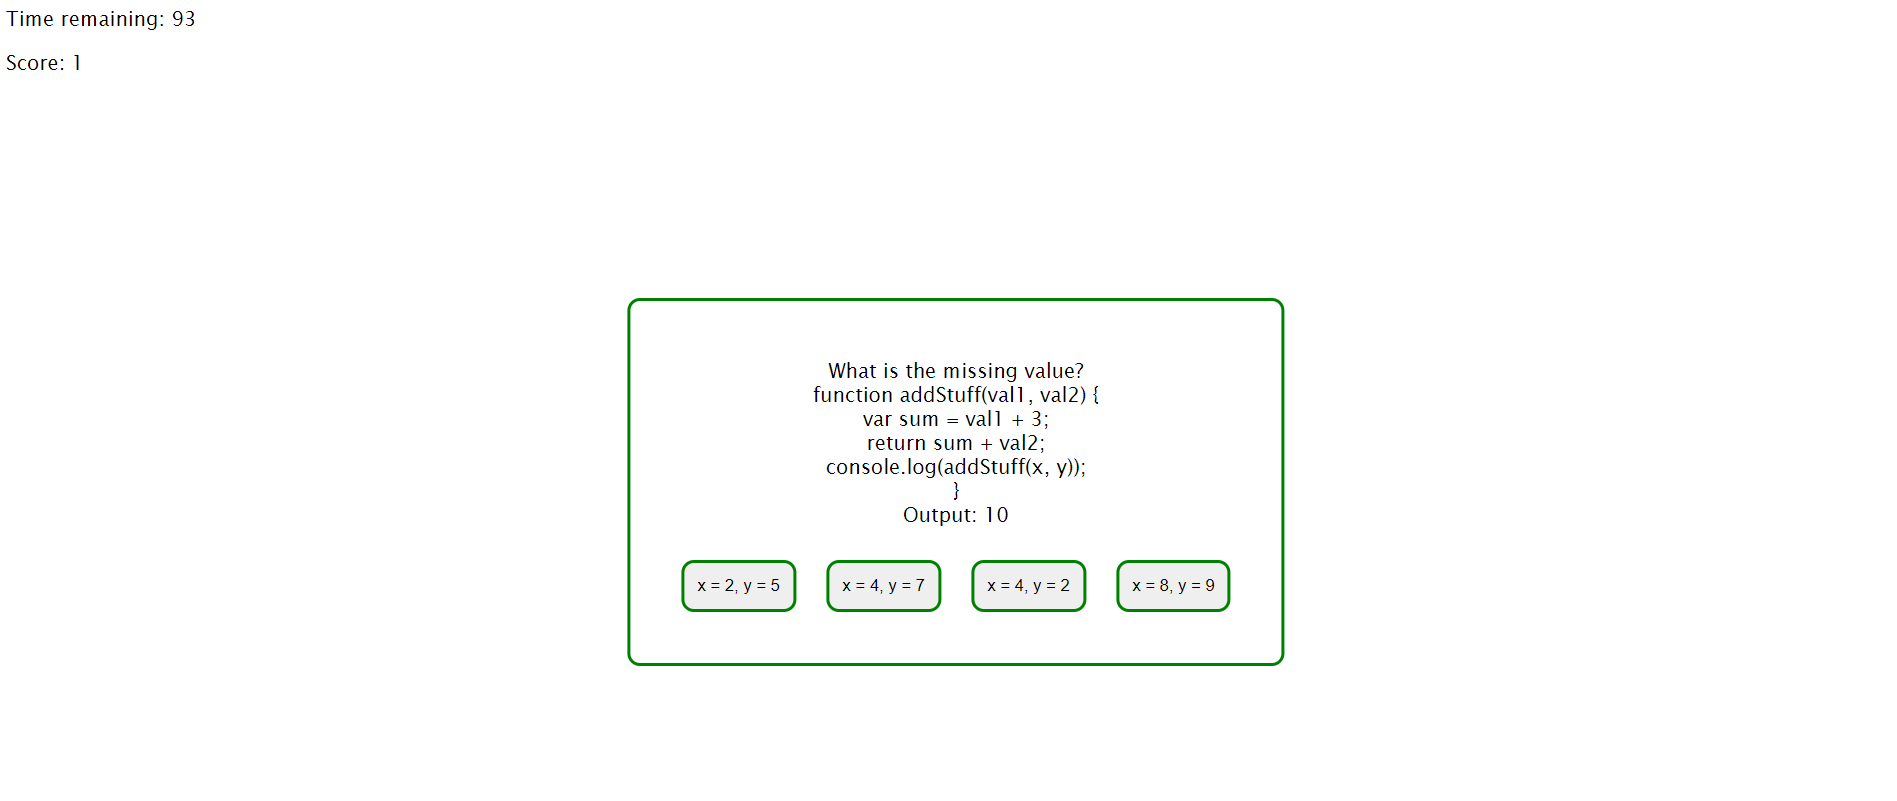 Time remaining: 93
Score: 1
What is the missing value?
function addStuff(val1, val2) {
var sum = val1 + 3;
return sum + val2;
console.log(addStuff(x, y));
}
Output: 10
x = 2, y = 5
x = 4, y = 7
x = 4, y = 2
x = 8, y = 9